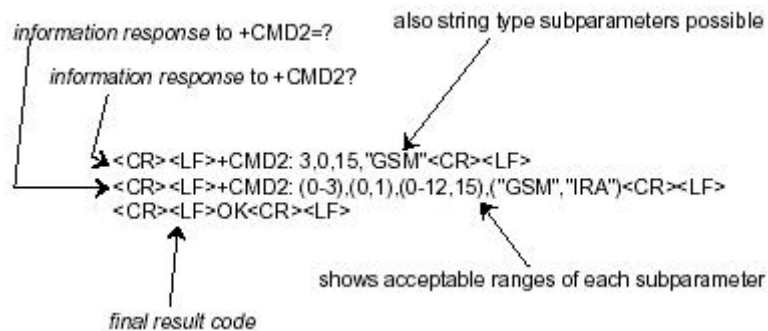 also string type subparameters possible
information response to +CMD2=?
information response to +CMD2?
<CR><LF>+CMD2: 3,0,15,"GSM"<CR><LF>
<CR><LF>+CMD2: (0-3),(0,1),(0-12,15),("GSM","IRA")<CR><LF>
<CR><LF>OK<CR><LF>
shows acceptable ranges of each subparameter
final result code